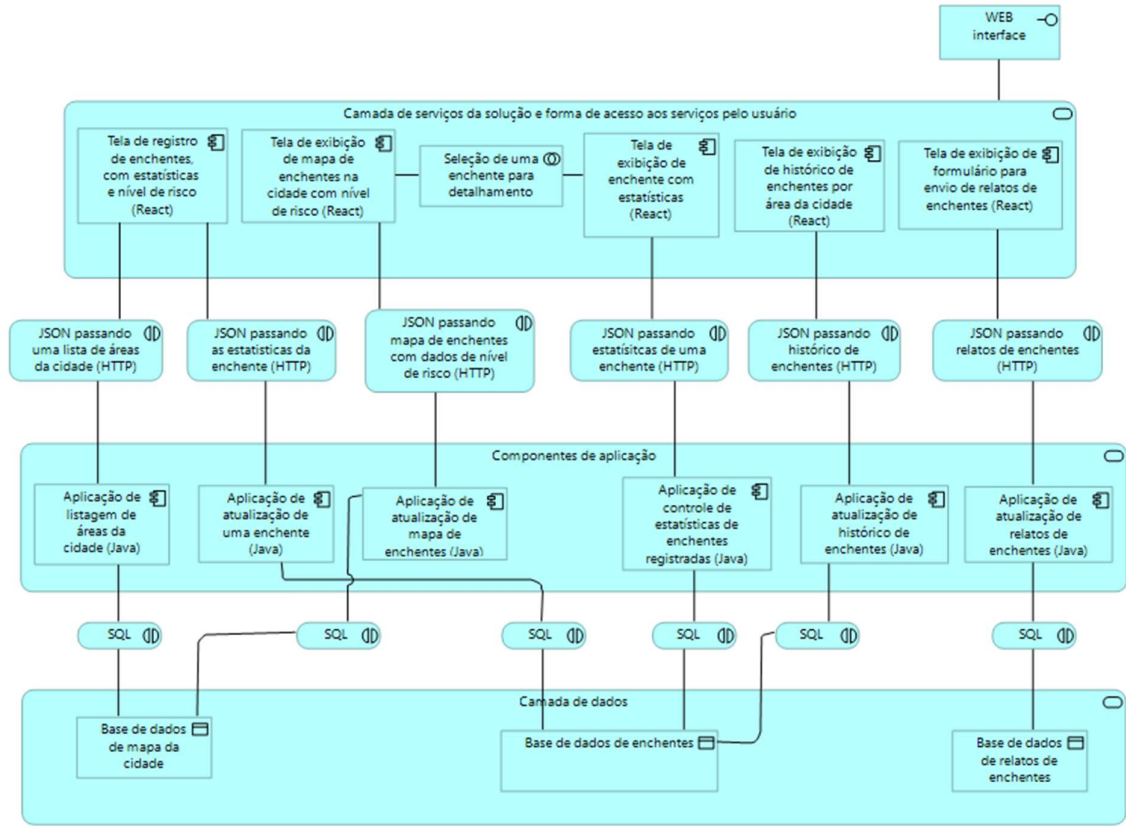 WEB
interface
Camada de serviços da solução e forma de acesso aos serviços pelo usuário
Tela de registro
de enchentes,
com estatísticas
e nível de risco
(React)
Tela de exibição
de mapa de
enchentes na
cidade com nível
de risco (React)
Seleção de uma
enchente para
detalhamento
Tela de
exibição de
enchente com
estatísticas
(React)
Tela de exibição
de histórico de
enchentes por
área da cidade
(React)
Tela de exibição de
formulário para
envio de relatos de
enchentes (React)
JSON passando
uma lista de áreas
da cidade (HTTP)
JSON passando
as estatisticas da
enchente (HTTP)
JSON passando
mapa de enchentes
com dados de nível
de risco (HTTP)
JSON passando
estatísitcas de uma
enchente (HTTP)
JSON passando
histórico de
enchentes (HTTP)
JSON passando
relatos de enchentes
(HTTP)
Componentes de aplicação
Aplicação de
listagem de
áreas da
cidade (Java)
Aplicação de
atualização de
uma enchente
(Java)
Aplicação de
atualização de
mapa de
enchentes (Java)
Aplicação de
controle de
estatísticas de
enchentes
registradas (Java)
Aplicação de
atualização de
histórico de
enchentes (Java)
Aplicação de
atualização de
relatos de
enchentes (Java)
SQL
SQL
SQL
SQL
SQL
SQL
Camada de dados
Base de dados
de mapa da
cidade
Base de dados de enchentes
Base de dados
de relatos de
enchentes